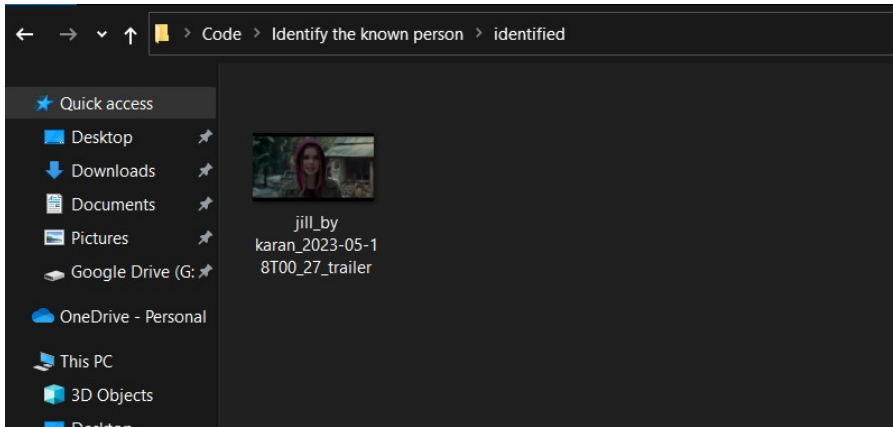 Code > Identify the known person > identified
Quick access
Desktop
Downloads
Documents
Pictures
Google Drive (G:
OneDrive - Personal
This PC
3D Objects
Desktop
jill_by
karan_2023-05-1
8T00_27_trailer